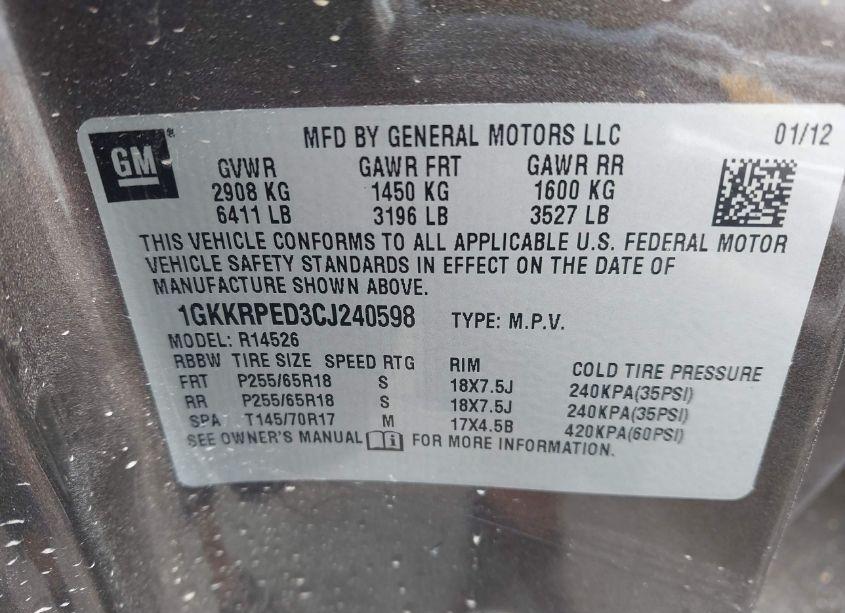 GM®
MFD BY GENERAL MOTORS LLC 01/12
GVWR GAWR FRT GAWR RR
2908 KG 1450 KG 1600 KG
6411 LB 3196 LB 3527 LB
THIS VEHICLE CONFORMS TO ALL APPLICABLE U.S. FEDERAL MOTOR
VEHICLE SAFETY STANDARDS IN EFFECT ON THE DATE OF
MANUFACTURE SHOWN ABOVE.
1GKKRPED3CJ240598 TYPE: M.P.V.
MODEL: R14526
RBBW TIRE SIZE SPEED RTG RIM COLD TIRE PRESSURE
FRT P255/65R18 S 18X7.5J 240KPA(35PSI)
RR P255/65R18 S 18X7.5J 240KPA(35PSI)
SPA T145/70R17 M 17X4.5B 420KPA(60PSI)
SEE OWNER'S MANUAL FOR MORE INFORMATION.